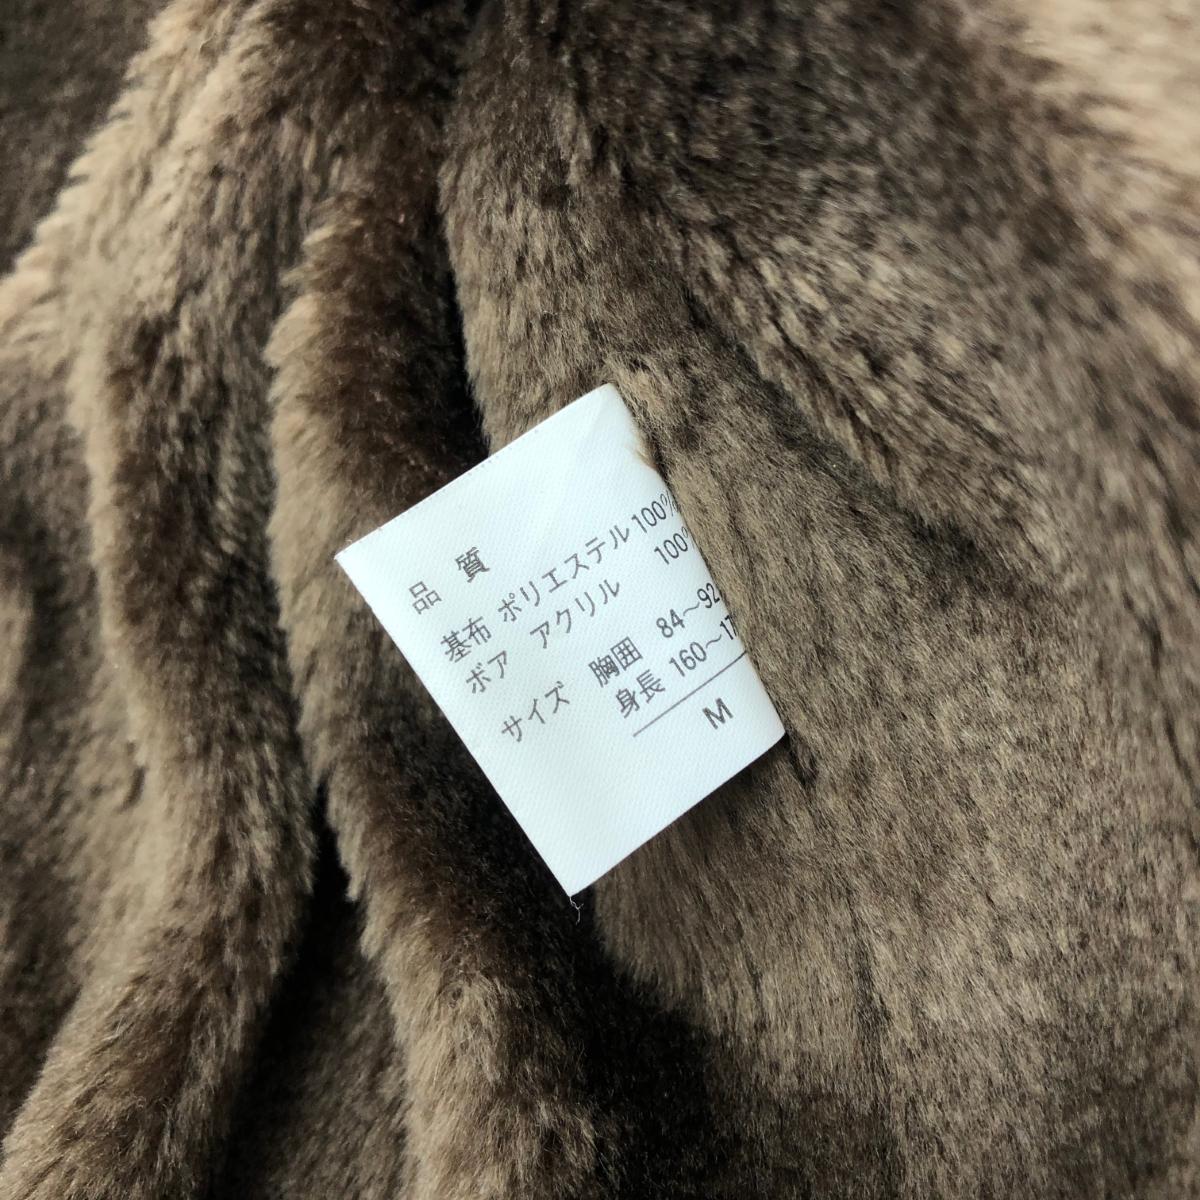 品 質
基布 ポリエステル 100%
ボア アクリル 100%
サイズ 胸囲 84〜92
身長 160〜17
M